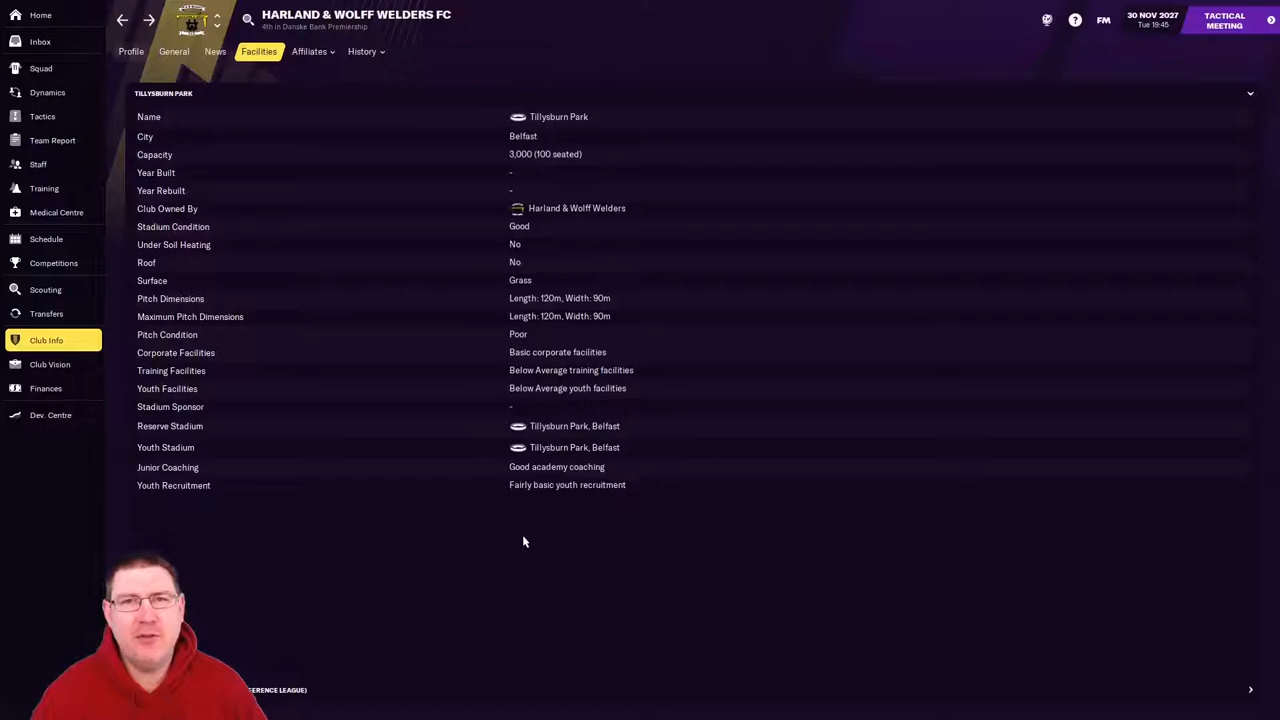 Home
Inbox
Squad
Dynamics
Tactics
Team Report
Staff
Training
Medical Centre
Schedule
Competitions
Scouting
Transfers
Club Info
Club Vision
Finances
Dev. Centre
HARLAND & WOLFF WELDERS FC
4th in Danske Bank Premiership
FM
30 NOV 2027
Tue 19:45
TACTICAL MEETING
Profile General News Facilities Affiliates History
TILLYSBURN PARK
Name Tillysburn Park
City Belfast
Capacity 3,000 (100 seated)
Year Built -
Year Rebuilt -
Club Owned By Harland & Wolff Welders
Stadium Condition Good
Under Soil Heating No
Roof No
Surface Grass
Pitch Dimensions Length: 120m, Width: 90m
Maximum Pitch Dimensions Length: 120m, Width: 90m
Pitch Condition Poor
Corporate Facilities Basic corporate facilities
Training Facilities Below Average training facilities
Youth Facilities Below Average youth facilities
Stadium Sponsor -
Reserve Stadium Tillysburn Park, Belfast
Youth Stadium Tillysburn Park, Belfast
Junior Coaching Good academy coaching
Youth Recruitment Fairly basic youth recruitment
ERENCE LEAGUE)